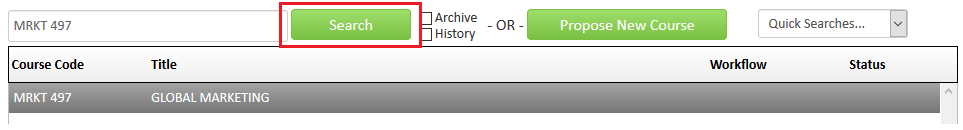 MRKT 497 Search Archive History - OR - Propose New Course Quick Searches...
Course Code Title Workflow Status
MRKT 497 GLOBAL MARKETING